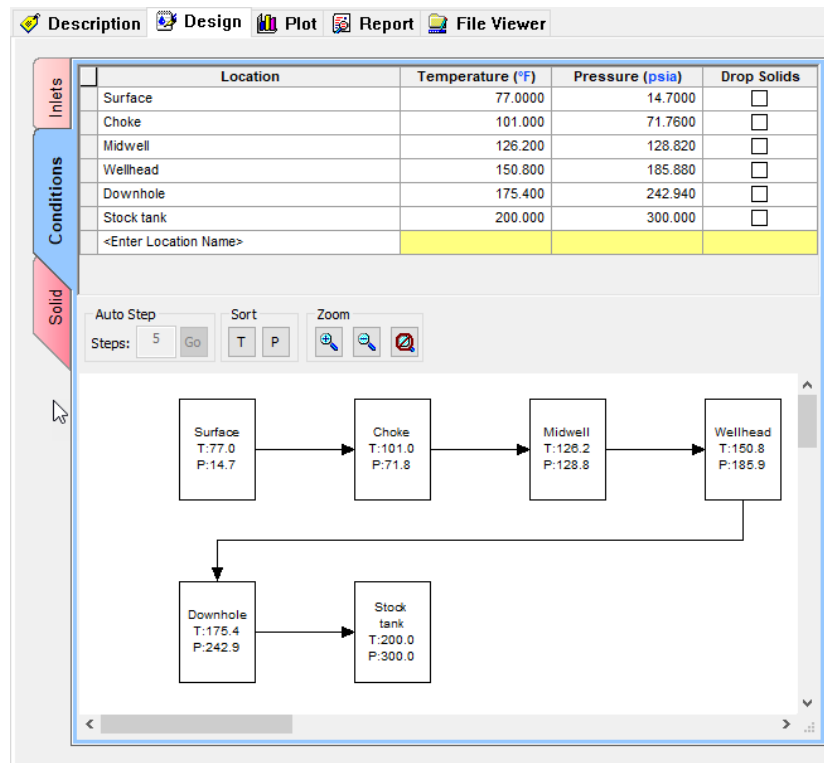 Description Design Plot Report File Viewer
Inlets
Conditions
Solid
Location Temperature (°F) Pressure (psia) Drop Solids
Surface 77.0000 14.7000
Choke 101.000 71.7600
Midwell 126.200 128.820
Wellhead 150.800 185.880
Downhole 175.400 242.940
Stock tank 200.000 300.000
<Enter Location Name>
Auto Step Sort Zoom
Steps: 5 Go T P
Surface
T:77.0
P:14.7
Choke
T:101.0
P:71.8
Midwell
T:126.2
P:128.8
Wellhead
T:150.8
P:185.9
Downhole
T:175.4
P:242.9
Stock
tank
T:200.0
P:300.0